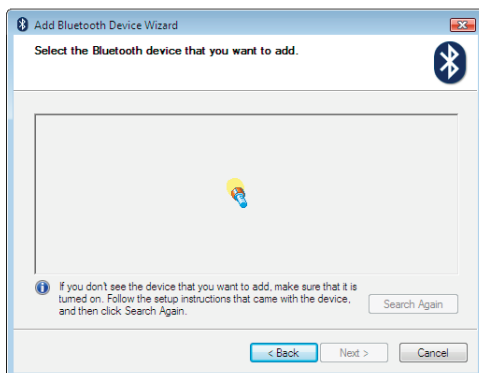 Add Bluetooth Device Wizard
Select the Bluetooth device that you want to add.
If you don't see the device that you want to add, make sure that it is
turned on. Follow the setup instructions that came with the device,
and then click Search Again.
Search Again
< Back
Next >
Cancel